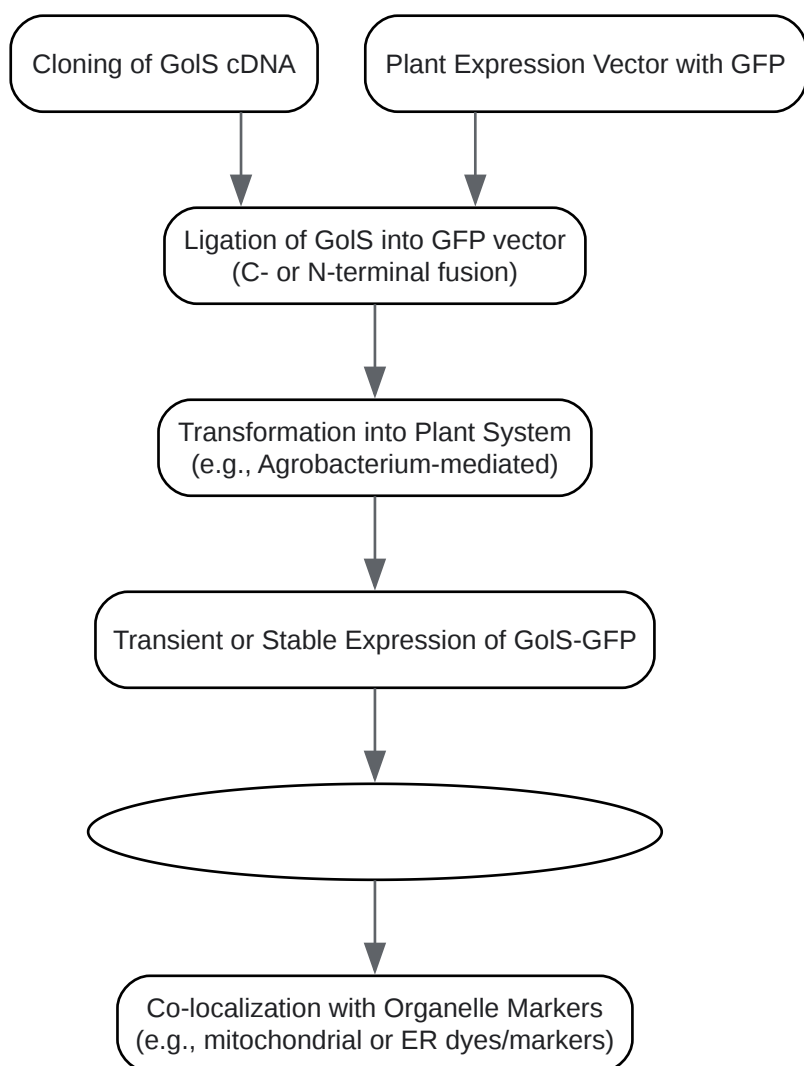 Cloning of GolS cDNA
Plant Expression Vector with GFP
Ligation of GolS into GFP vector
(C- or N-terminal fusion)
Transformation into Plant System
(e.g., Agrobacterium-mediated)
Transient or Stable Expression of GolS-GFP
Co-localization with Organelle Markers
(e.g., mitochondrial or ER dyes/markers)